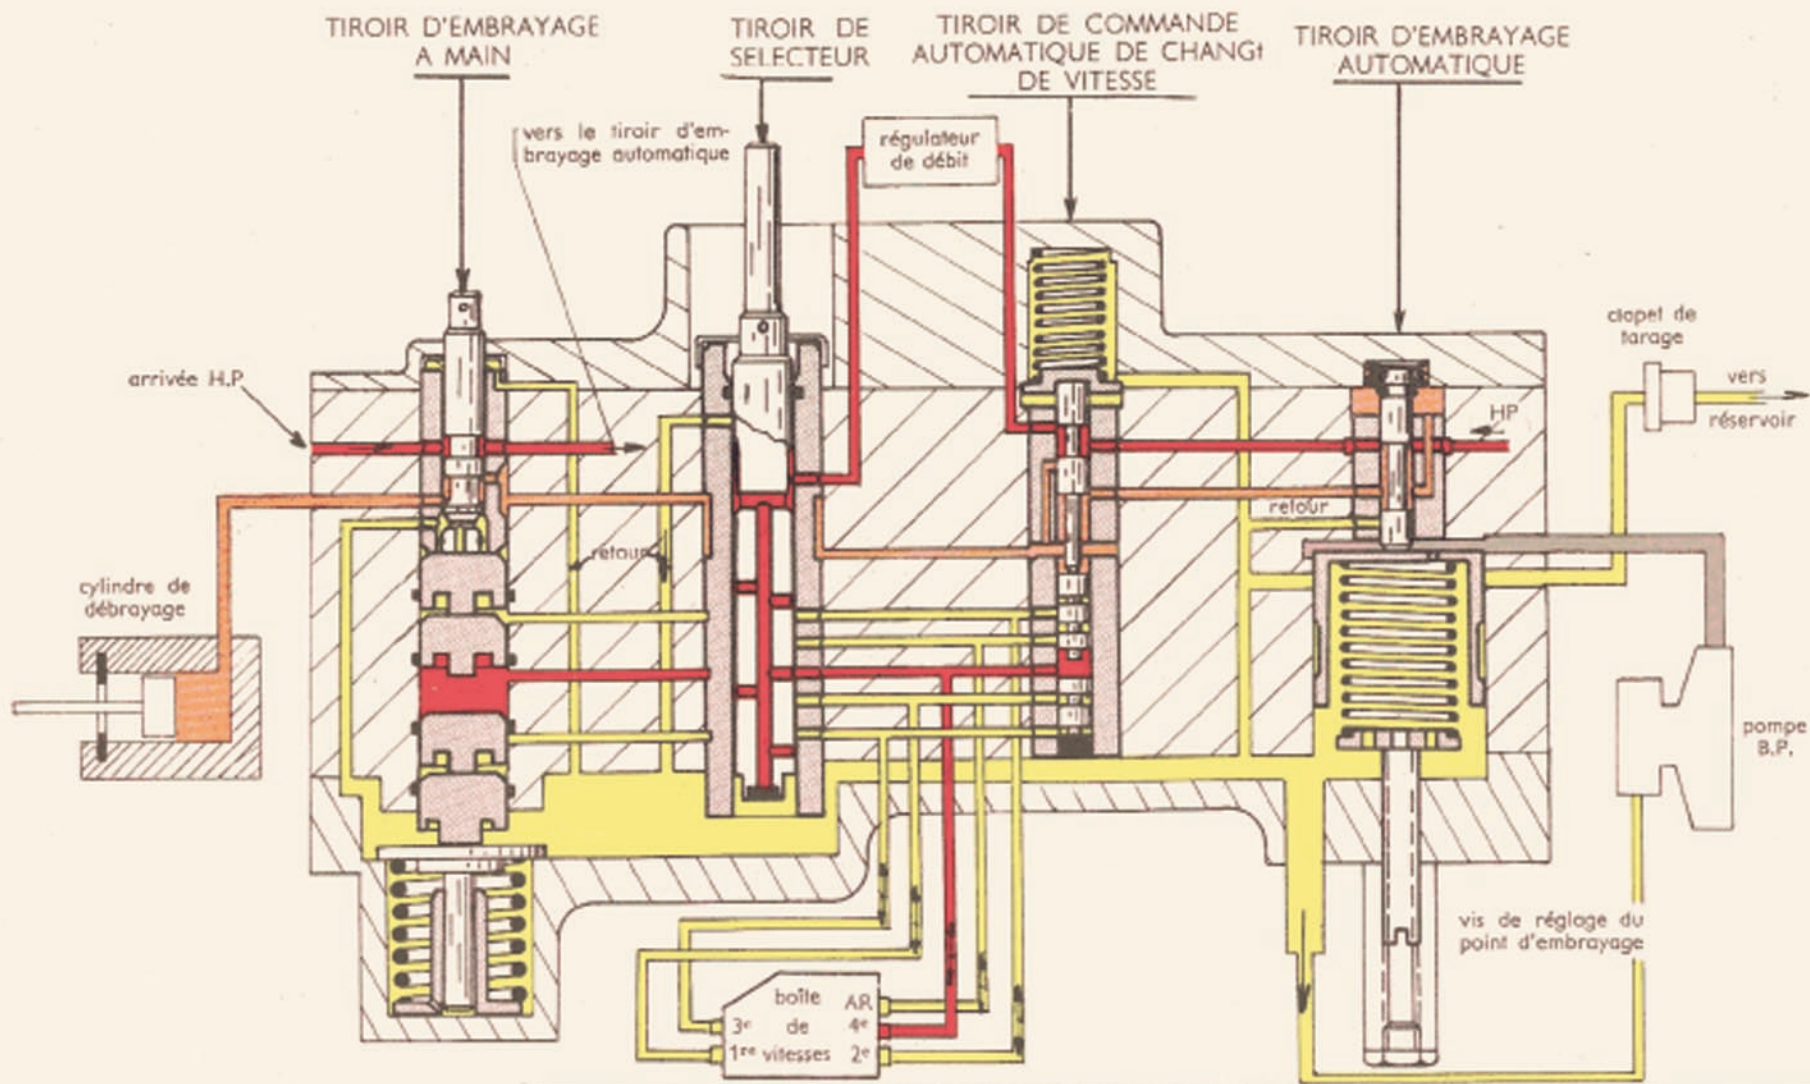 TIROIR D'EMBRAYAGE
A MAIN
TIROIR DE
SELECTEUR
TIROIR DE COMMANDE
AUTOMATIQUE DE CHANGt
DE VITESSE
TIROIR D'EMBRAYAGE
AUTOMATIQUE
vers le tiroir d'em-
brayage automatique
régulateur
de débit
arrivée H.P.
clapet de
tarage
vers
réservoir
HP
retour
retour
cylindre de
débrayage
pompe
B.P.
vis de réglage du
point d'embrayage
boîte AR
3e de 4e
1re vitesses 2e